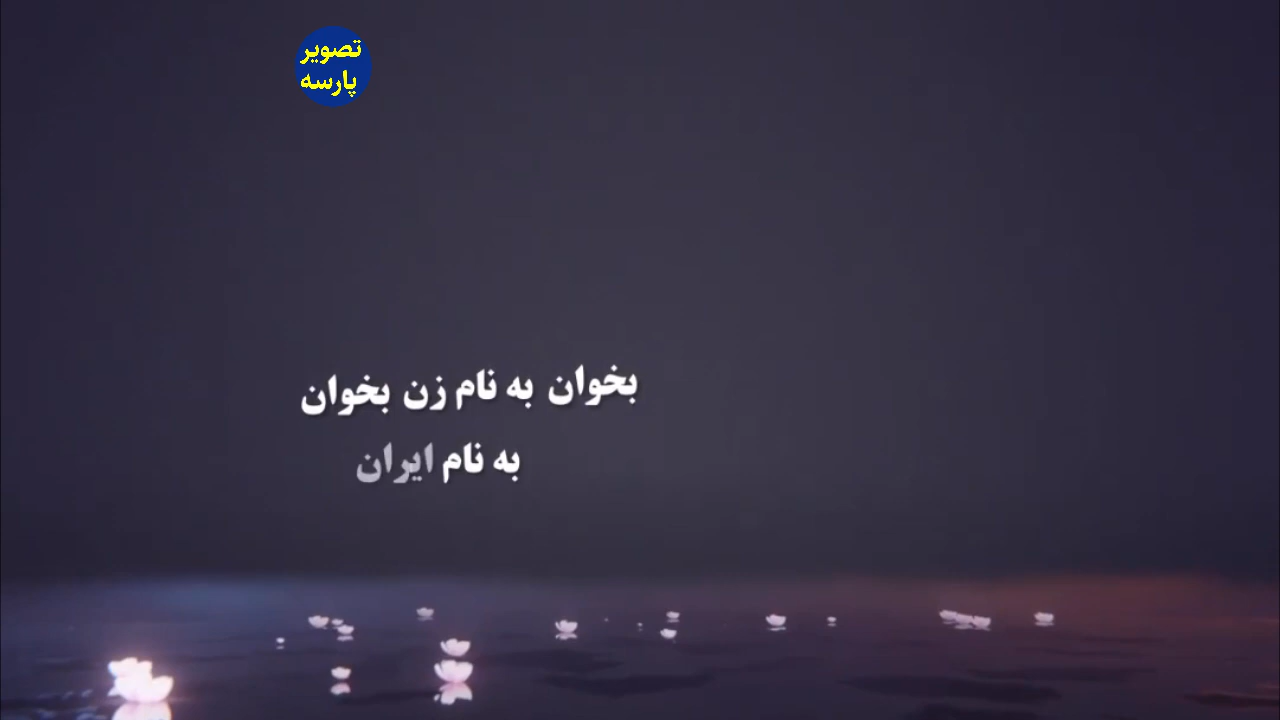 تصویر
پارسه
بخوان به نام زن بخوان
به نام ایران